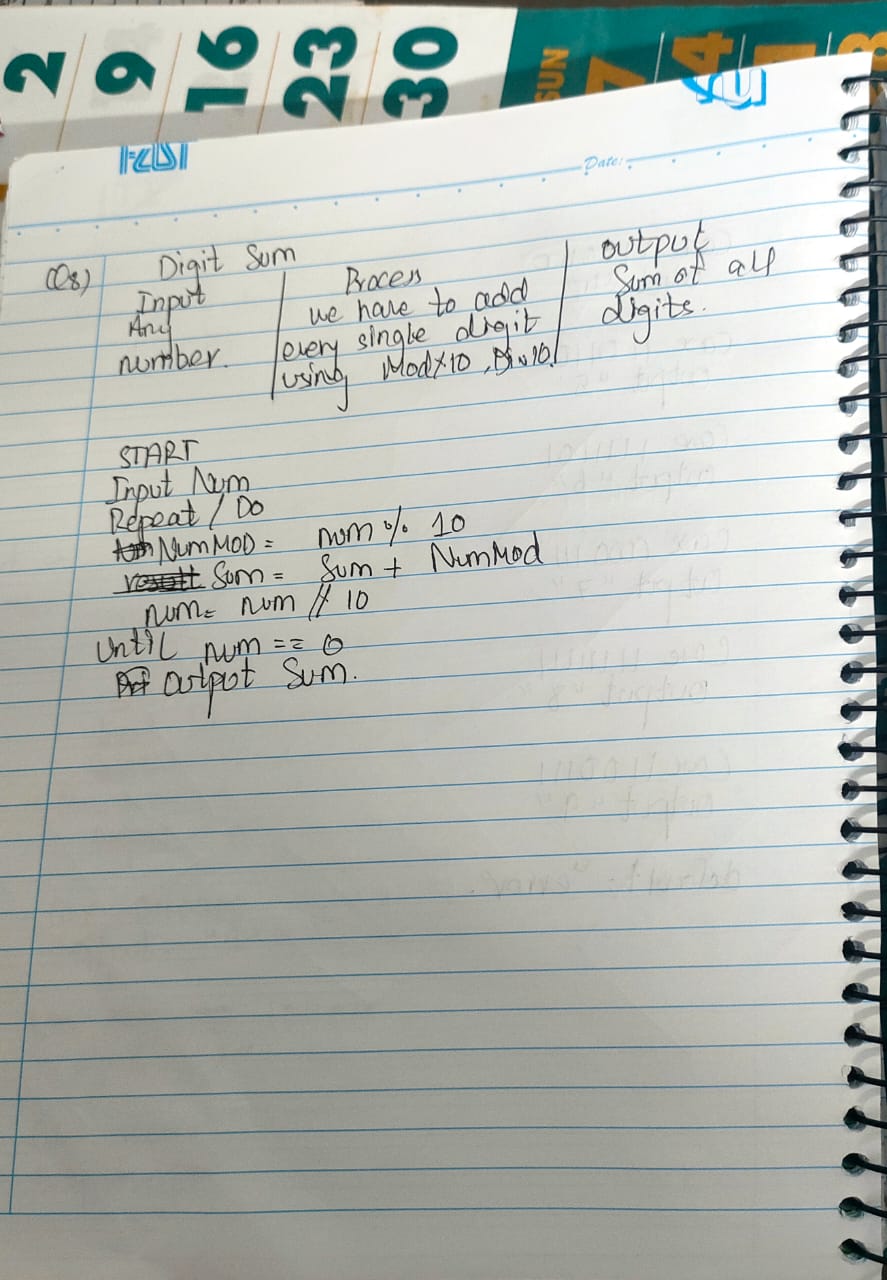 2 9 16 23 30 SUN 7 4
Date:
Q8) Digit Sum
Input | Process | output
Any | we have to add | Sum of all
number. | every single digit | digits.
using Mod%10, Div10.
START
Input Num
Repeat / Do
NumMOD = num % 10
Sum = Sum + NumMod
num = num // 10
Until num == 0
output Sum.